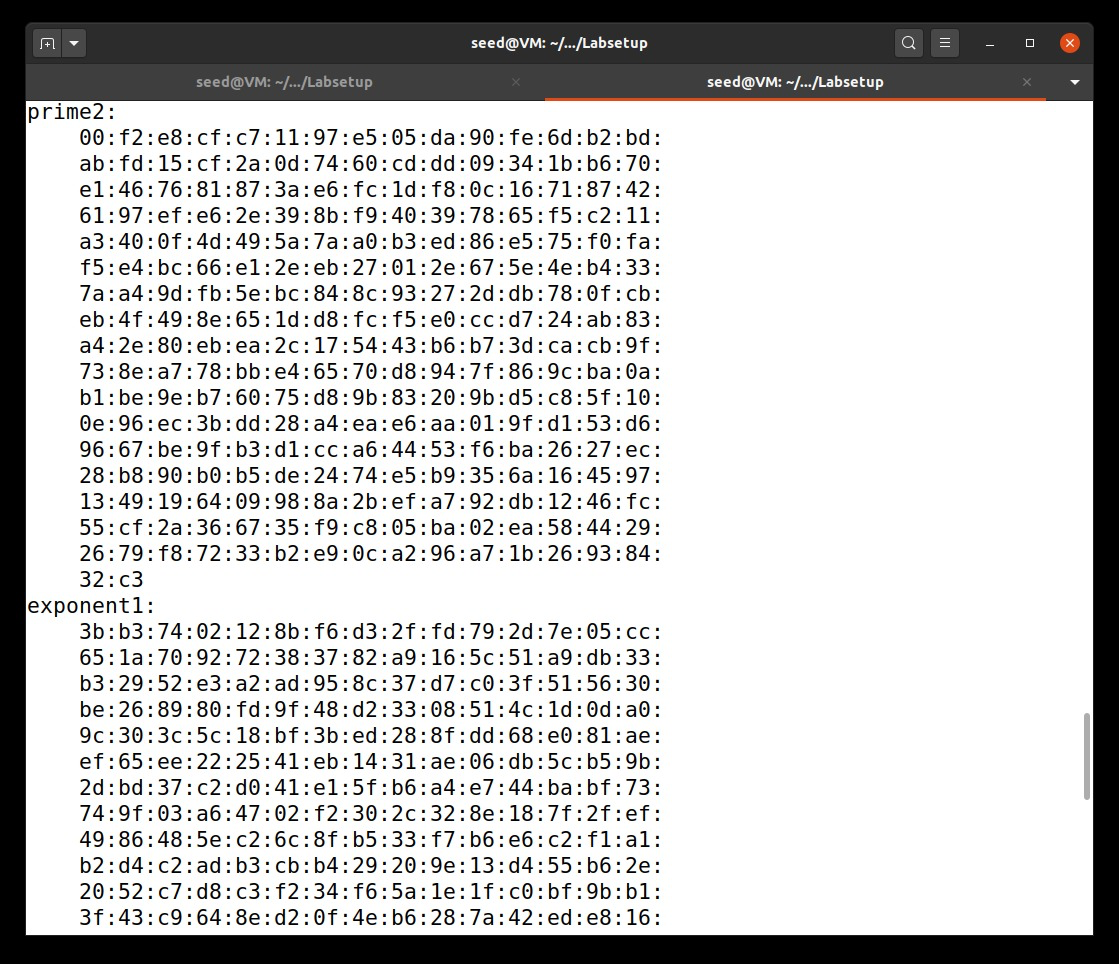 seed@VM: ~/.../Labsetup
seed@VM: ~/.../Labsetup
seed@VM: ~/.../Labsetup
prime2:
00:f2:e8:cf:c7:11:97:e5:05:da:90:fe:6d:b2:bd:
ab:fd:15:cf:2a:0d:74:60:cd:dd:09:34:1b:b6:70:
e1:46:76:81:87:3a:e6:fc:1d:f8:0c:16:71:87:42:
61:97:ef:e6:2e:39:8b:f9:40:39:78:65:f5:c2:11:
a3:40:0f:4d:49:5a:7a:a0:b3:ed:86:e5:75:f0:fa:
f5:e4:bc:66:e1:2e:eb:27:01:2e:67:5e:4e:b4:33:
7a:a4:9d:fb:5e:bc:84:8c:93:27:2d:db:78:0f:cb:
eb:4f:49:8e:65:1d:d8:fc:f5:e0:cc:d7:24:ab:83:
a4:2e:80:eb:ea:2c:17:54:43:b6:b7:3d:ca:cb:9f:
73:8e:a7:78:bb:e4:65:70:d8:94:7f:86:9c:ba:0a:
b1:be:9e:b7:60:75:d8:9b:83:20:9b:d5:c8:5f:10:
0e:96:ec:3b:dd:28:a4:ea:e6:aa:01:9f:d1:53:d6:
96:67:be:9f:b3:d1:cc:a6:44:53:f6:ba:26:27:ec:
28:b8:90:b0:b5:de:24:74:e5:b9:35:6a:16:45:97:
13:49:19:64:09:98:8a:2b:ef:a7:92:db:12:46:fc:
55:cf:2a:36:67:35:f9:c8:05:ba:02:ea:58:44:29:
26:79:f8:72:33:b2:e9:0c:a2:96:a7:1b:26:93:84:
32:c3
exponent1:
3b:b3:74:02:12:8b:f6:d3:2f:fd:79:2d:7e:05:cc:
65:1a:70:92:72:38:37:82:a9:16:5c:51:a9:db:33:
b3:29:52:e3:a2:ad:95:8c:37:d7:c0:3f:51:56:30:
be:26:89:80:fd:9f:48:d2:33:08:51:4c:1d:0d:a0:
9c:30:3c:5c:18:bf:3b:ed:28:8f:dd:68:e0:81:ae:
ef:65:ee:22:25:41:eb:14:31:ae:06:db:5c:b5:9b:
2d:bd:37:c2:d0:41:e1:5f:b6:a4:e7:44:ba:bf:73:
74:9f:03:a6:47:02:f2:30:2c:32:8e:18:7f:2f:ef:
49:86:48:5e:c2:6c:8f:b5:33:f7:b6:e6:c2:f1:a1:
b2:d4:c2:ad:b3:cb:b4:29:20:9e:13:d4:55:b6:2e:
20:52:c7:d8:c3:f2:34:f6:5a:1e:1f:c0:bf:9b:b1:
3f:43:c9:64:8e:d2:0f:4e:b6:28:7a:42:ed:e8:16: